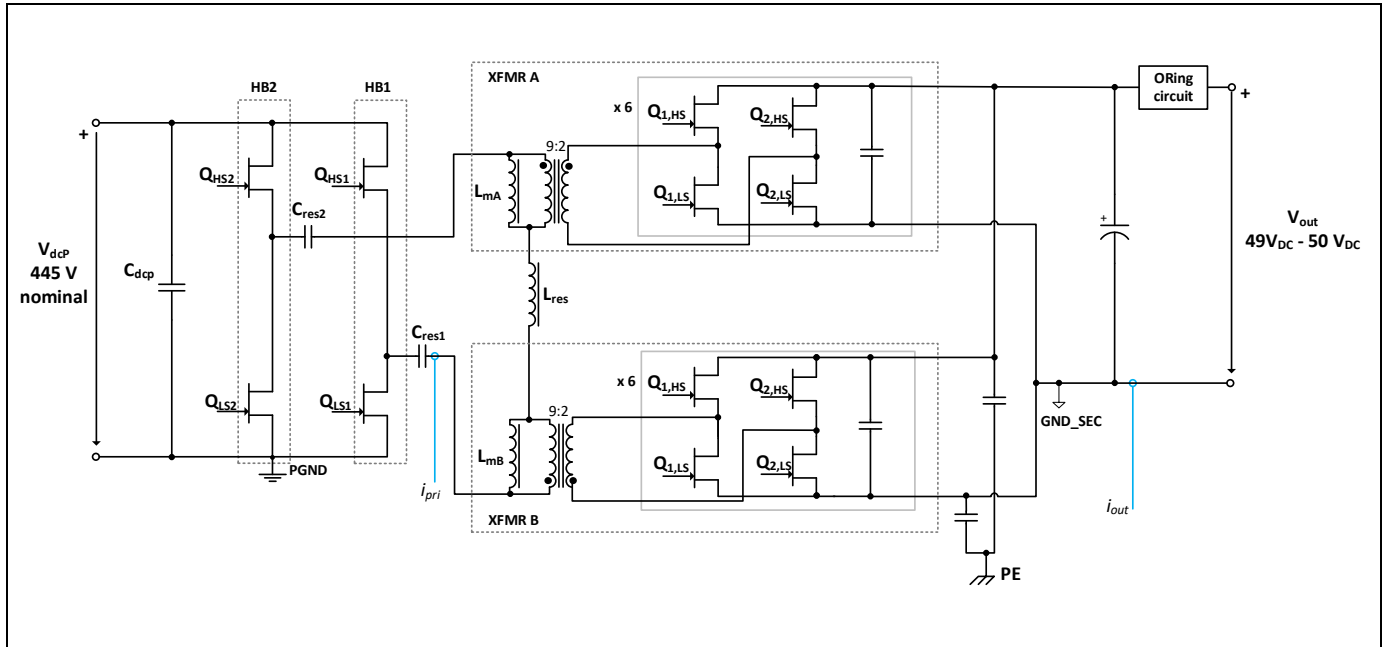 HB2
HB1
XFMR A
x 6
Q1,HS
Q2,HS
ORing
circuit
+
+
9:2
QHS2
QHS1
LmA
Q1,LS
Q2,LS
Cres2
+
Vout
49VDC - 50 VDC
VdcP
445 V
nominal
Cdcp
Lres
Cres1
x 6
Q1,HS
Q2,HS
QLS2
QLS1
9:2
GND_SEC
LmB
Q1,LS
Q2,LS
PGND
ipri
XFMR B
iout
PE